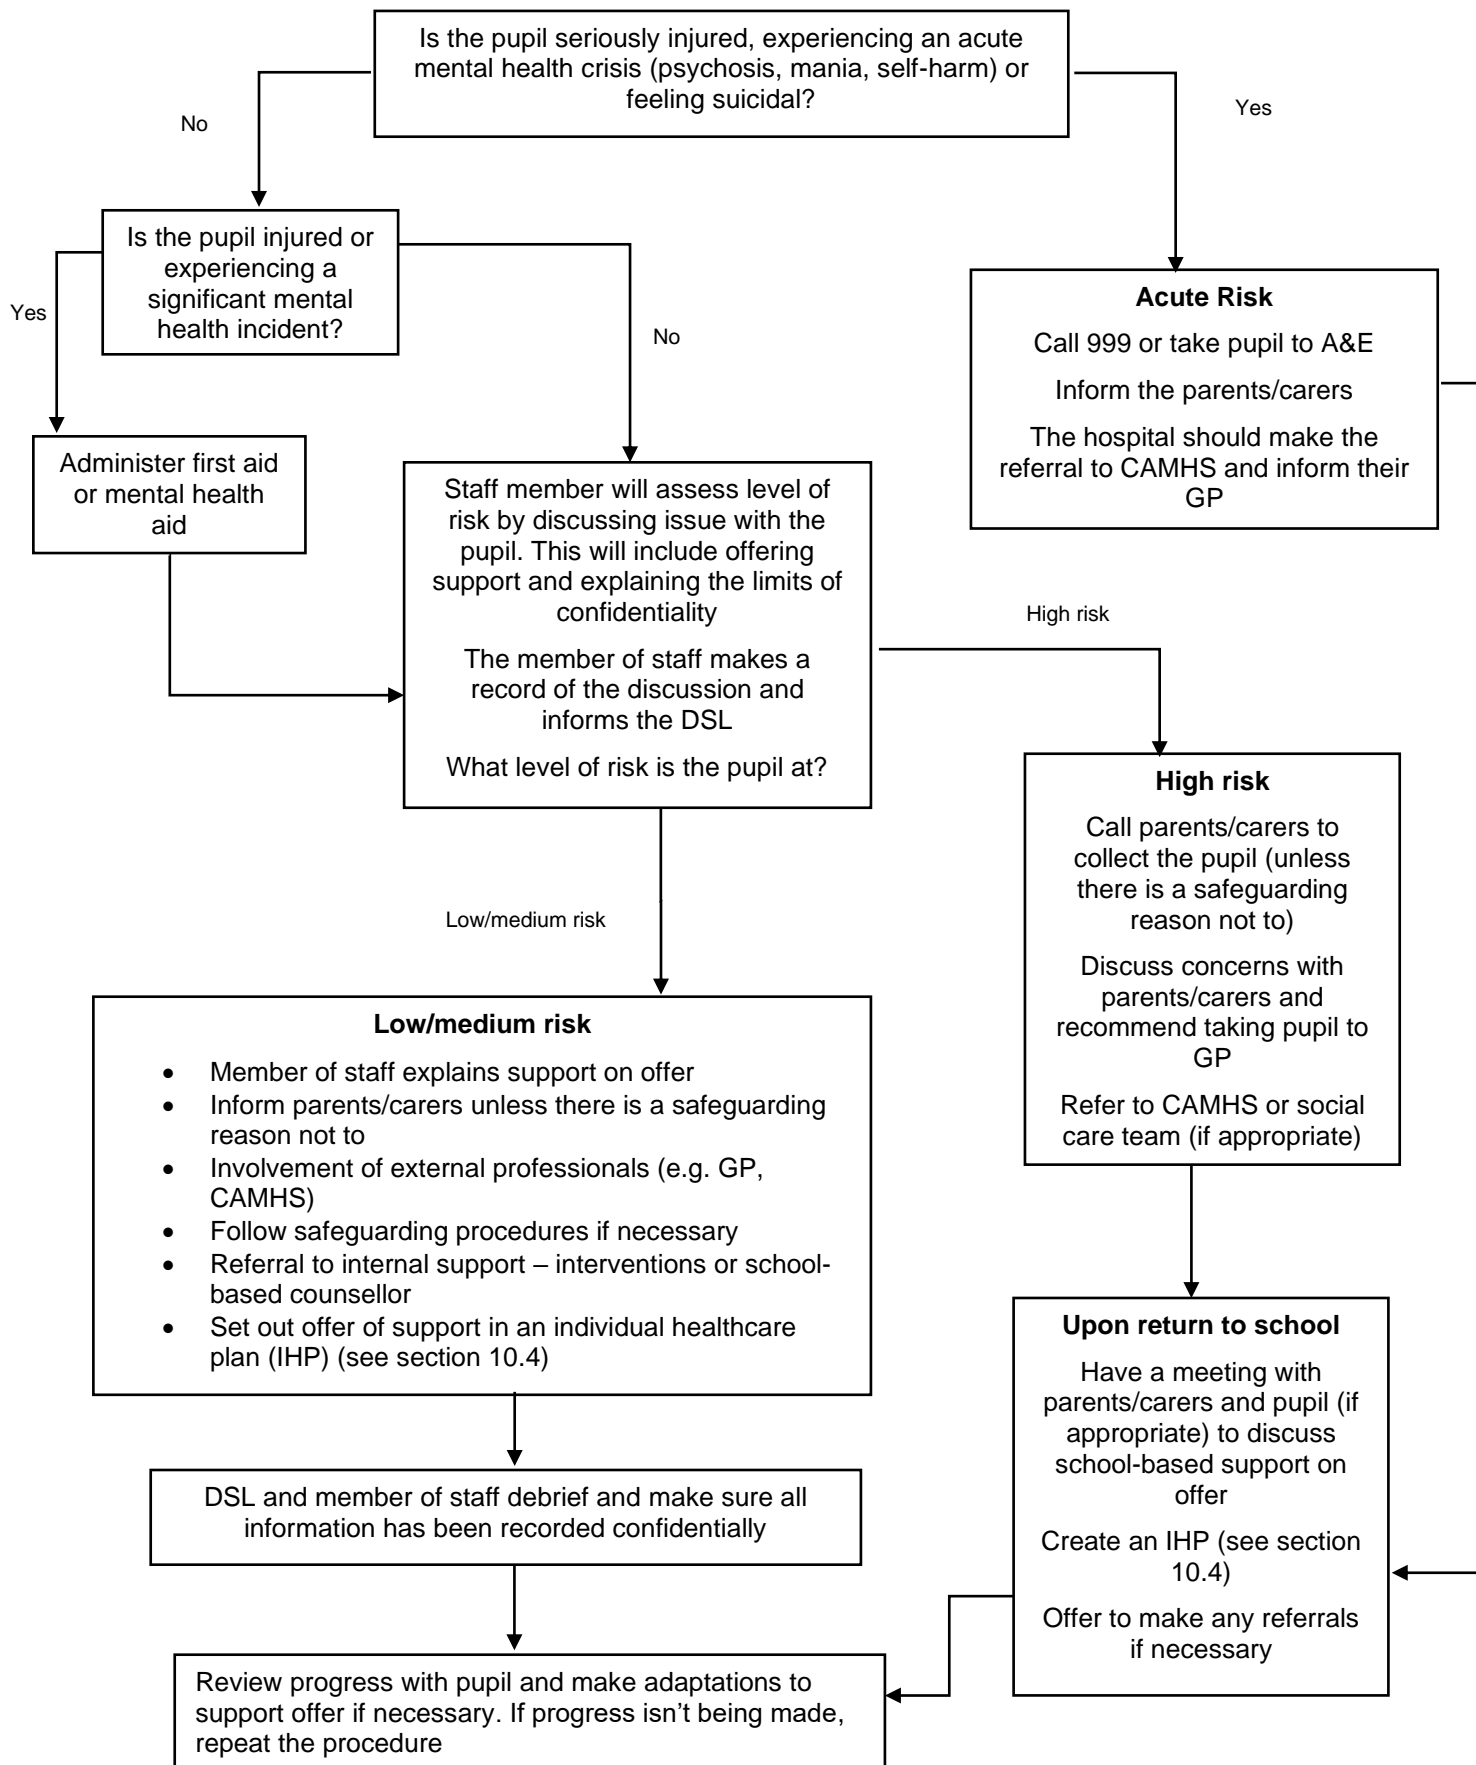 Is the pupil seriously injured, experiencing an acute
mental health crisis (psychosis, mania, self-harm) or
feeling suicidal?
No
Yes
Is the pupil injured or
experiencing a
significant mental
health incident?
Yes
No
Acute Risk
Call 999 or take pupil to A&E
Inform the parents/carers
The hospital should make the
referral to CAMHS and inform their
GP
Administer first aid
or mental health
aid
Staff member will assess level of
risk by discussing issue with the
pupil. This will include offering
support and explaining the limits of
confidentiality
The member of staff makes a
record of the discussion and
informs the DSL
What level of risk is the pupil at?
High risk
High risk
Call parents/carers to
collect the pupil (unless
there is a safeguarding
reason not to)
Discuss concerns with
parents/carers and
recommend taking pupil to
GP
Refer to CAMHS or social
care team (if appropriate)
Low/medium risk
Low/medium risk
• Member of staff explains support on offer
• Inform parents/carers unless there is a safeguarding
reason not to
• Involvement of external professionals (e.g. GP,
CAMHS)
• Follow safeguarding procedures if necessary
• Referral to internal support – interventions or school-
based counsellor
• Set out offer of support in an individual healthcare
plan (IHP) (see section 10.4)
Upon return to school
Have a meeting with
parents/carers and pupil (if
appropriate) to discuss
school-based support on
offer
Create an IHP (see section
10.4)
Offer to make any referrals
if necessary
DSL and member of staff debrief and make sure all
information has been recorded confidentially
Review progress with pupil and make adaptations to
support offer if necessary. If progress isn't being made,
repeat the procedure